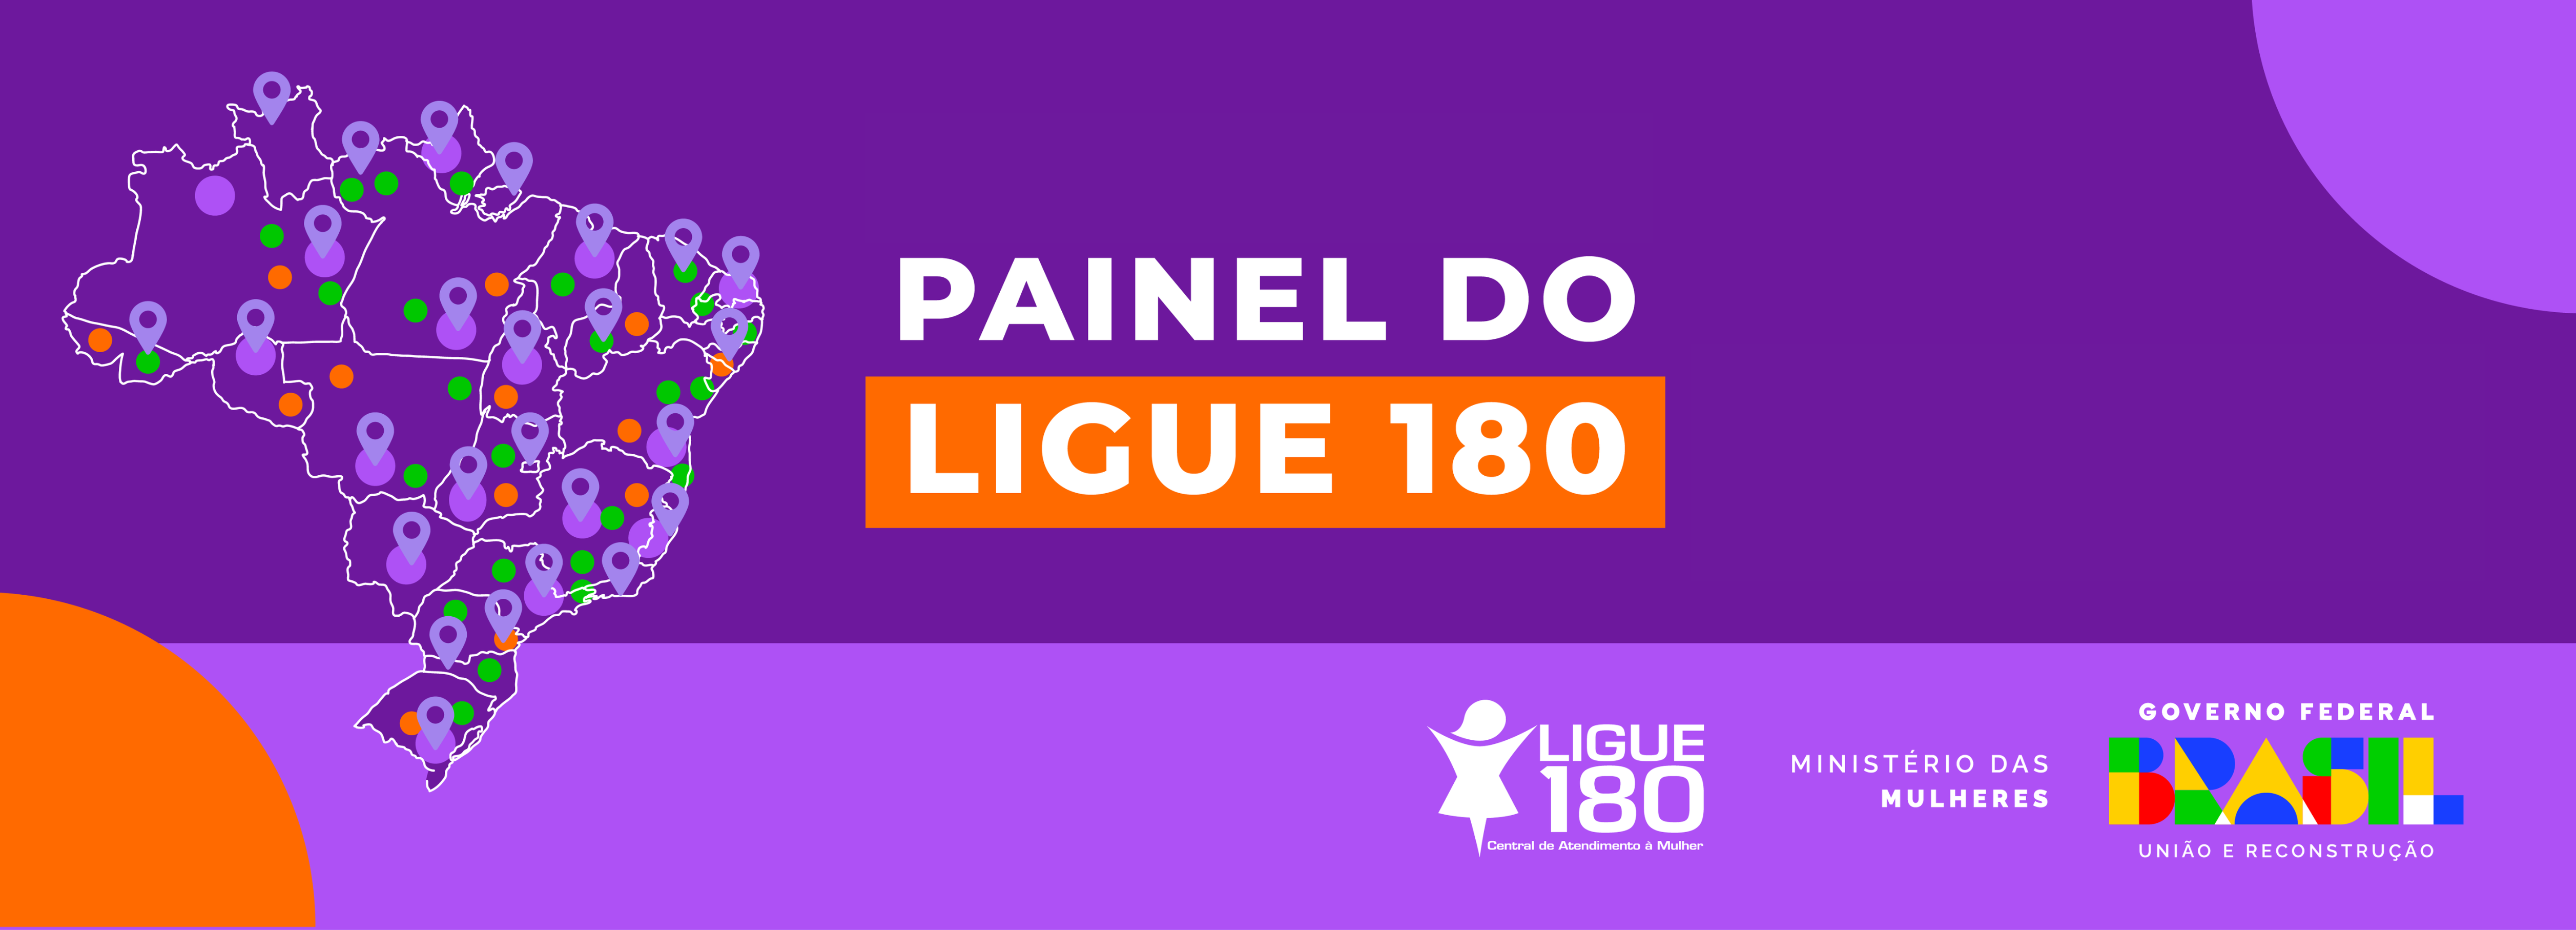 PAINEL DO
LIGUE 180
LIGUE
180
Central de Atendimento à Mulher
MINISTÉRIO DAS
MULHERES
GOVERNO FEDERAL
BRASIL
UNIÃO E RECONSTRUÇÃO